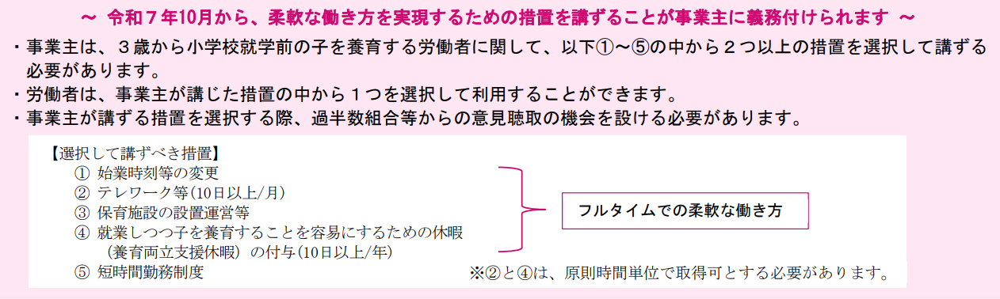 ～ 令和７年10月から、柔軟な働き方を実現するための措置を講ずることが事業主に義務付けられます ～
・事業主は、３歳から小学校就学前の子を養育する労働者に関して、以下①～⑤の中から２つ以上の措置を選択して講ずる
必要があります。
・労働者は、事業主が講じた措置の中から１つを選択して利用することができます。
・事業主が講ずる措置を選択する際、過半数組合等からの意見聴取の機会を設ける必要があります。
【選択して講ずべき措置】
① 始業時刻等の変更
② テレワーク等(10日以上/月)
③ 保育施設の設置運営等
④ 就業しつつ子を養育することを容易にするための休暇
（養育両立支援休暇）の付与(10日以上/年)
⑤ 短時間勤務制度
フルタイムでの柔軟な働き方
※②と④は、原則時間単位で取得可とする必要があります。